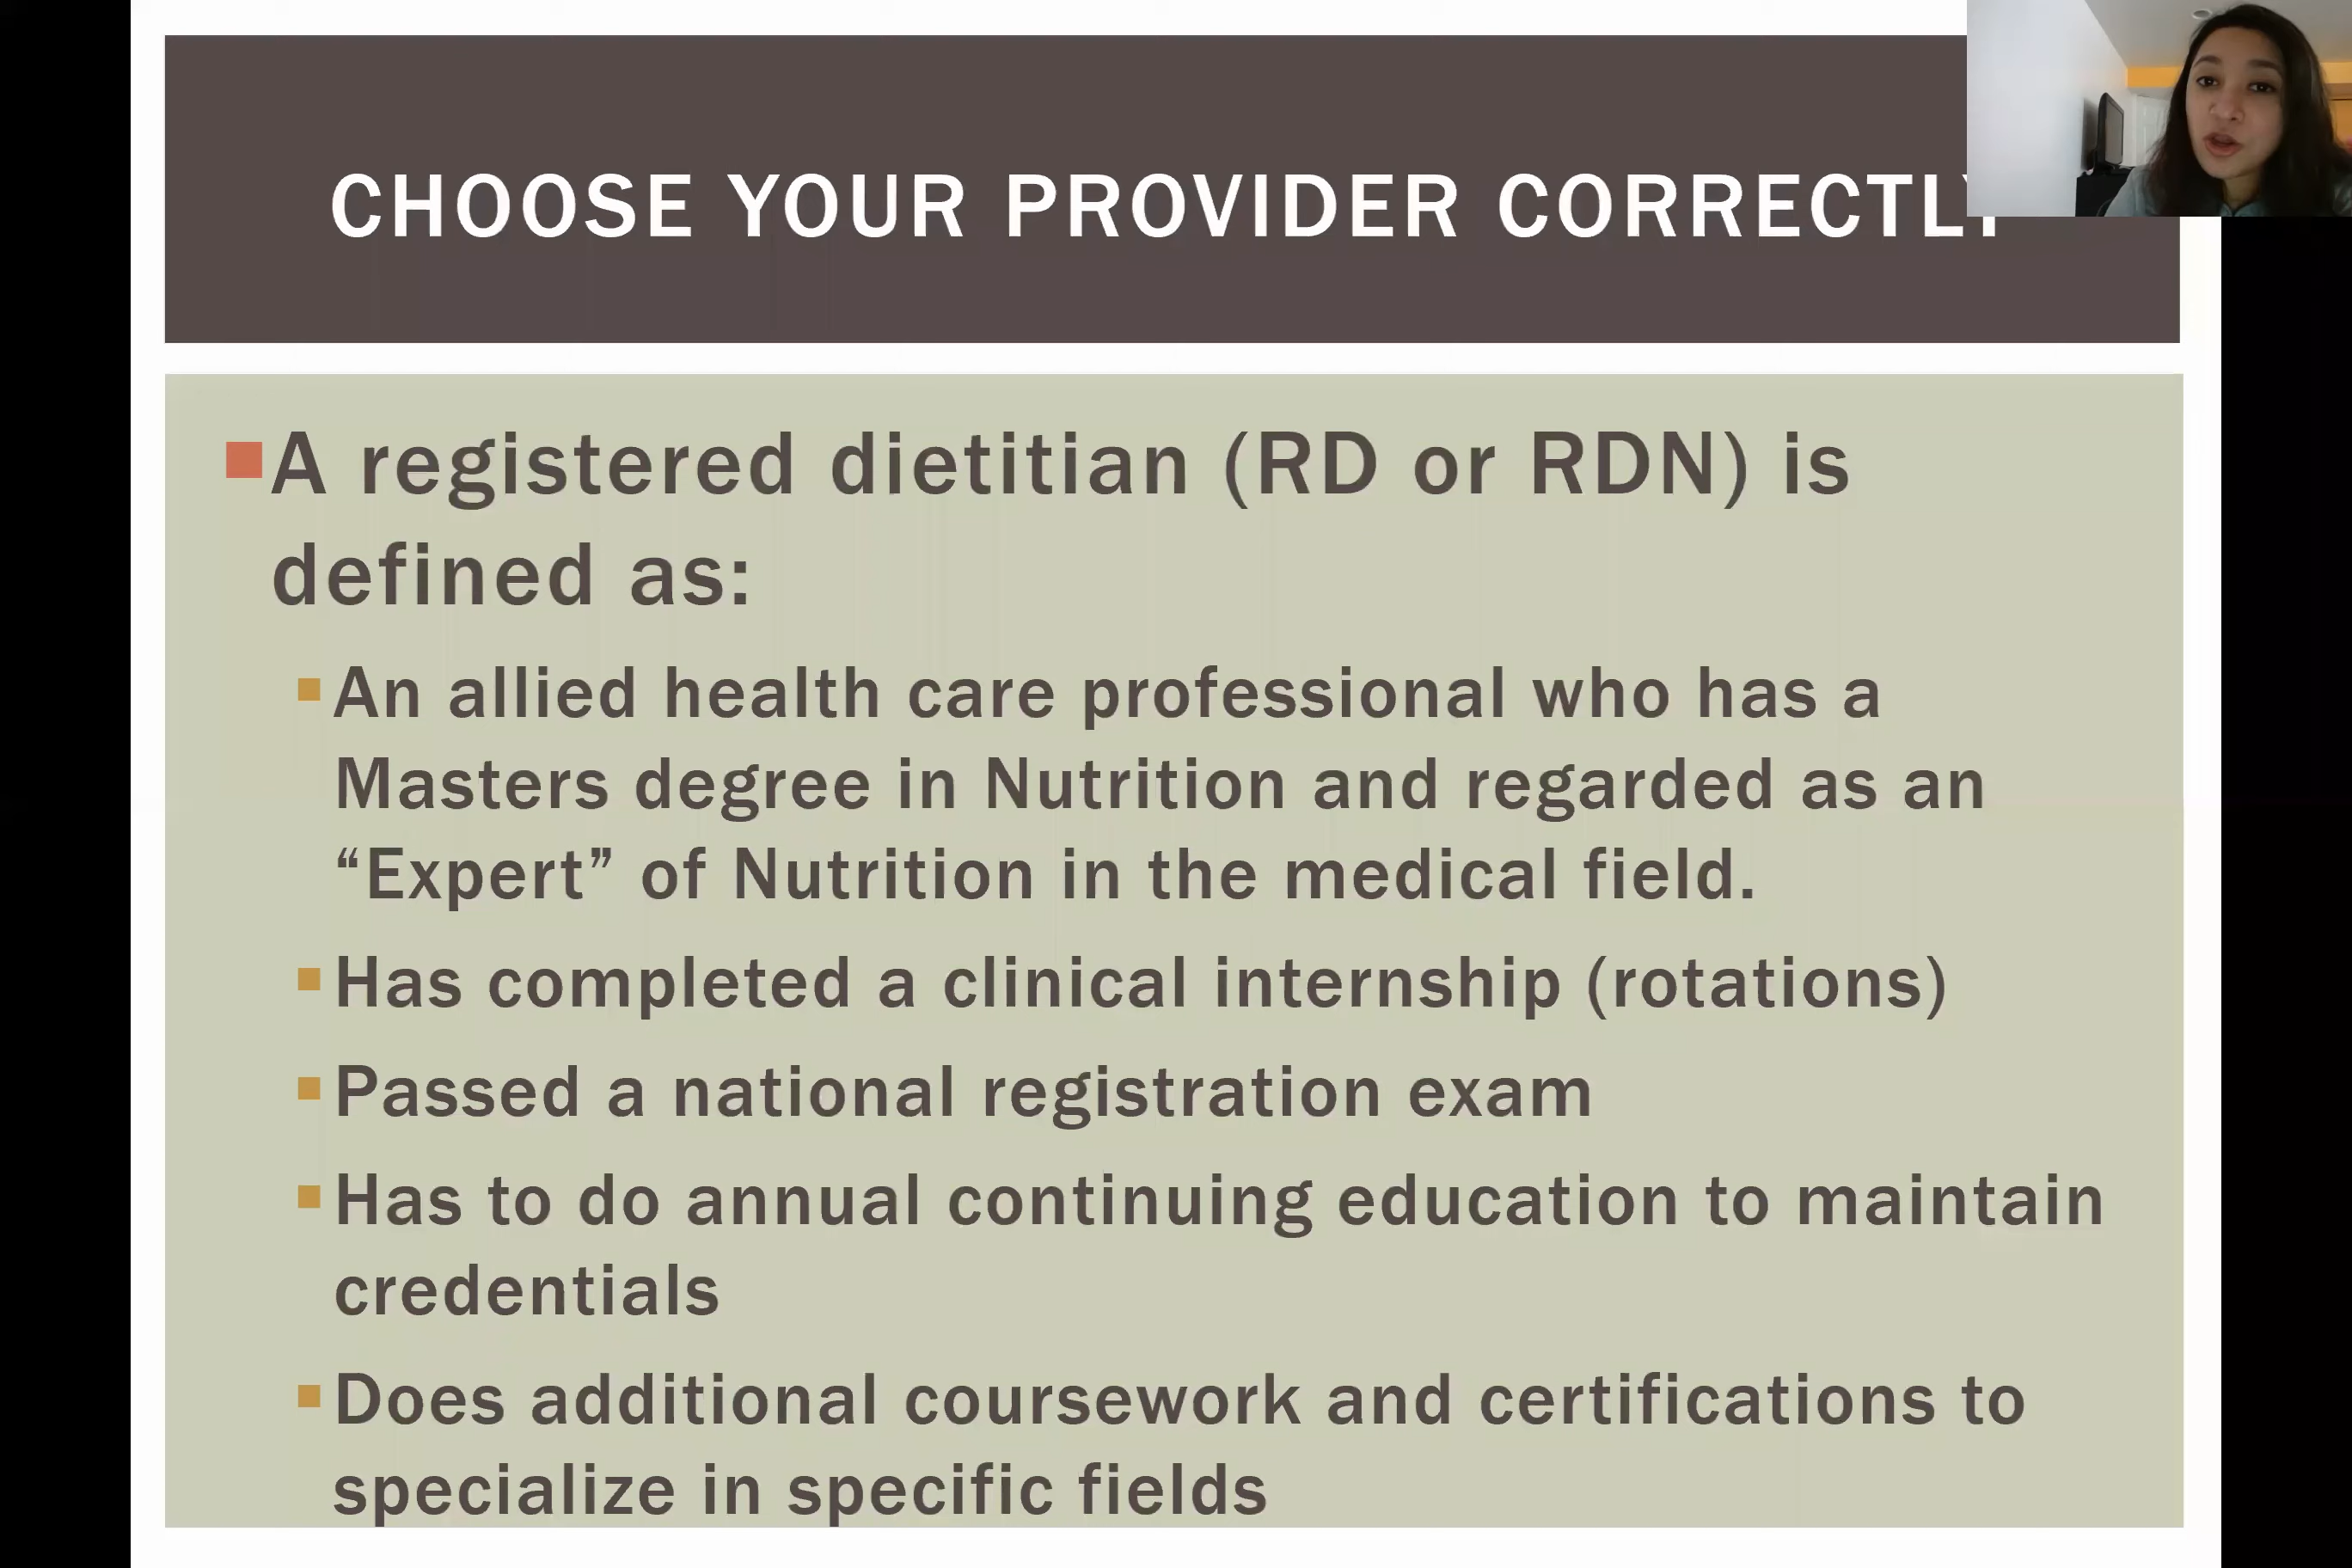 CHOOSE YOUR PROVIDER CORRECTLY
A registered dietitian (RD or RDN) is
defined as:
An allied health care professional who has a
Masters degree in Nutrition and regarded as an
“Expert” of Nutrition in the medical field.
Has completed a clinical internship (rotations)
Passed a national registration exam
Has to do annual continuing education to maintain
credentials
Does additional coursework and certifications to
specialize in specific fields